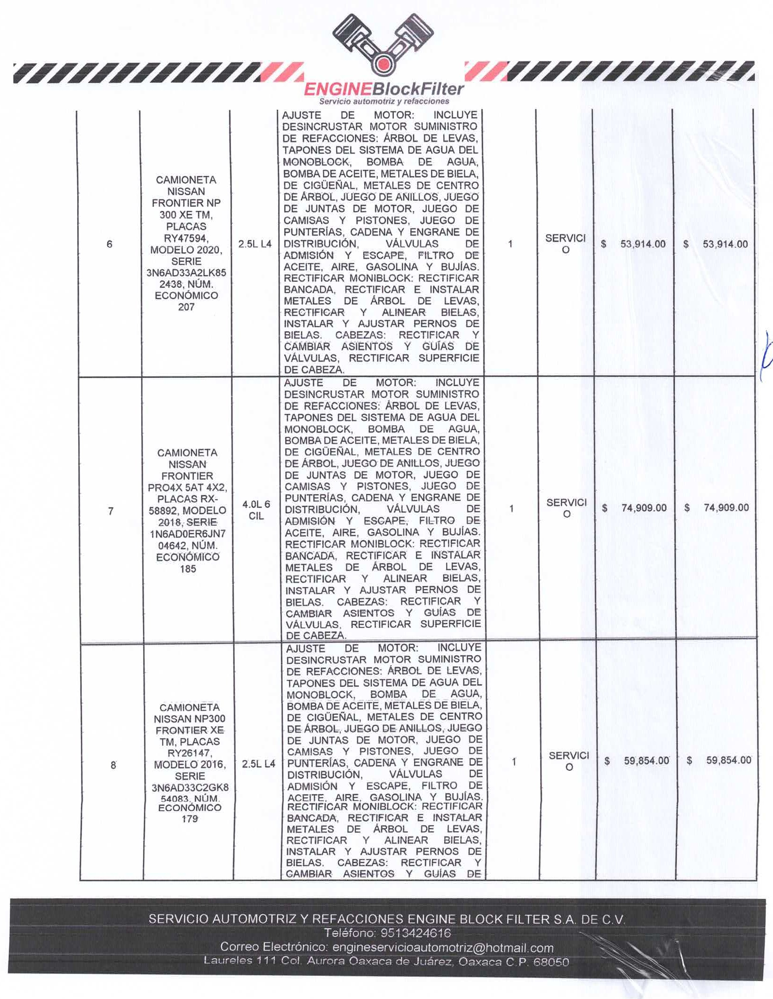 ENGINEBlockFilter
Servicio automotriz y refacciones
6
CAMIONETA
NISSAN
FRONTIER NP
300 XE TM,
PLACAS
RY47594,
MODELO 2020,
SERIE
3N6AD33A2LK85
2438, NÚM.
ECONÓMICO
207
2.5L L4
AJUSTE DE MOTOR: INCLUYE
DESINCRUSTAR MOTOR SUMINISTRO
DE REFACCIONES: ÁRBOL DE LEVAS,
TAPONES DEL SISTEMA DE AGUA DEL
MONOBLOCK, BOMBA DE AGUA,
BOMBA DE ACEITE, METALES DE BIELA,
DE CIGÜEÑAL, METALES DE CENTRO
DE ÁRBOL, JUEGO DE ANILLOS, JUEGO
DE JUNTAS DE MOTOR, JUEGO DE
CAMISAS Y PISTONES, JUEGO DE
PUNTERÍAS, CADENA Y ENGRANE DE
DISTRIBUCIÓN, VÁLVULAS DE
ADMISIÓN Y ESCAPE, FILTRO DE
ACEITE, AIRE, GASOLINA Y BUJÍAS.
RECTIFICAR MONIBLOCK: RECTIFICAR
BANCADA, RECTIFICAR E INSTALAR
METALES DE ÁRBOL DE LEVAS,
RECTIFICAR Y ALINEAR BIELAS,
INSTALAR Y AJUSTAR PERNOS DE
BIELAS. CABEZAS: RECTIFICAR Y
CAMBIAR ASIENTOS Y GUÍAS DE
VÁLVULAS, RECTIFICAR SUPERFICIE
DE CABEZA.
1
SERVICI
O
$ 53,914.00
$ 53,914.00
7
CAMIONETA
NISSAN
FRONTIER
PRO4X 5AT 4X2,
PLACAS RX-
58892, MODELO
2018, SERIE
1N6AD0ER6JN7
04642, NÚM.
ECONÓMICO
185
4.0L 6
CIL
AJUSTE DE MOTOR: INCLUYE
DESINCRUSTAR MOTOR SUMINISTRO
DE REFACCIONES: ÁRBOL DE LEVAS,
TAPONES DEL SISTEMA DE AGUA DEL
MONOBLOCK, BOMBA DE AGUA,
BOMBA DE ACEITE, METALES DE BIELA,
DE CIGÜEÑAL, METALES DE CENTRO
DE ÁRBOL, JUEGO DE ANILLOS, JUEGO
DE JUNTAS DE MOTOR, JUEGO DE
CAMISAS Y PISTONES, JUEGO DE
PUNTERÍAS, CADENA Y ENGRANE DE
DISTRIBUCIÓN, VÁLVULAS DE
ADMISIÓN Y ESCAPE, FILTRO DE
ACEITE, AIRE, GASOLINA Y BUJÍAS.
RECTIFICAR MONIBLOCK: RECTIFICAR
BANCADA, RECTIFICAR E INSTALAR
METALES DE ÁRBOL DE LEVAS,
RECTIFICAR Y ALINEAR BIELAS,
INSTALAR Y AJUSTAR PERNOS DE
BIELAS. CABEZAS: RECTIFICAR Y
CAMBIAR ASIENTOS Y GUÍAS DE
VÁLVULAS, RECTIFICAR SUPERFICIE
DE CABEZA.
1
SERVICI
O
$ 74,909.00
$ 74,909.00
8
CAMIONETA
NISSAN NP300
FRONTIER XE
TM, PLACAS
RY26147,
MODELO 2016,
SERIE
3N6AD33C2GK8
54083, NÚM.
ECONÓMICO
179
2.5L L4
AJUSTE DE MOTOR: INCLUYE
DESINCRUSTAR MOTOR SUMINISTRO
DE REFACCIONES: ÁRBOL DE LEVAS,
TAPONES DEL SISTEMA DE AGUA DEL
MONOBLOCK, BOMBA DE AGUA,
BOMBA DE ACEITE, METALES DE BIELA,
DE CIGÜEÑAL, METALES DE CENTRO
DE ÁRBOL, JUEGO DE ANILLOS, JUEGO
DE JUNTAS DE MOTOR, JUEGO DE
CAMISAS Y PISTONES, JUEGO DE
PUNTERÍAS, CADENA Y ENGRANE DE
DISTRIBUCIÓN, VÁLVULAS DE
ADMISIÓN Y ESCAPE, FILTRO DE
ACEITE, AIRE, GASOLINA Y BUJÍAS.
RECTIFICAR MONIBLOCK: RECTIFICAR
BANCADA, RECTIFICAR E INSTALAR
METALES DE ÁRBOL DE LEVAS,
RECTIFICAR Y ALINEAR BIELAS,
INSTALAR Y AJUSTAR PERNOS DE
BIELAS. CABEZAS: RECTIFICAR Y
CAMBIAR ASIENTOS Y GUÍAS DE
1
SERVICI
O
$ 59,854.00
$ 59,854.00
SERVICIO AUTOMOTRIZ Y REFACCIONES ENGINE BLOCK FILTER S.A. DE C.V.
Teléfono: 9513424616
Correo Electrónico: engineservicioautomotriz@hotmail.com
Laureles 111 Col. Aurora Oaxaca de Juárez, Oaxaca C.P. 68050